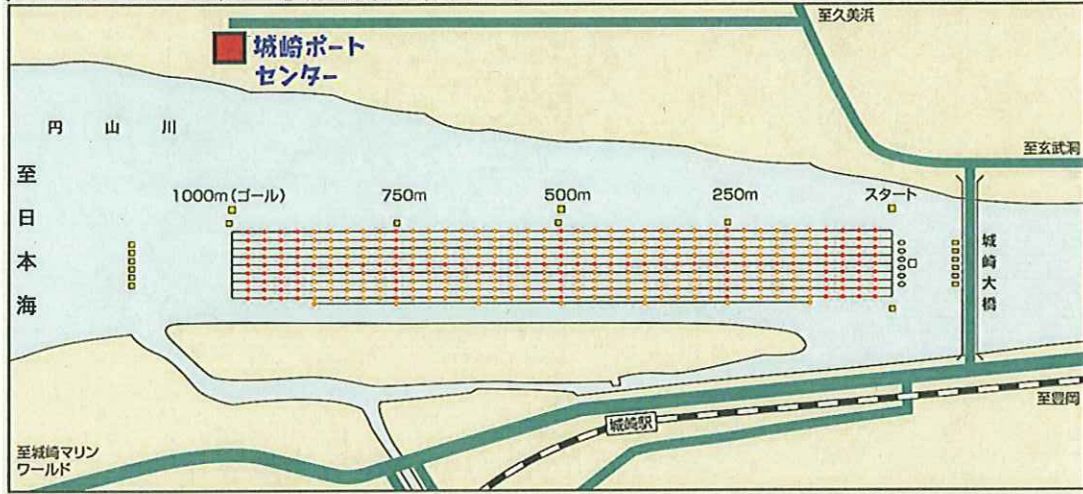 至久美浜
城崎ボート
センター
円山川
至玄武洞
至日本海
1000m(ゴール)
750m
500m
250m
スタート
城崎大橋
至豊岡
城崎駅
至城崎マリン
ワールド